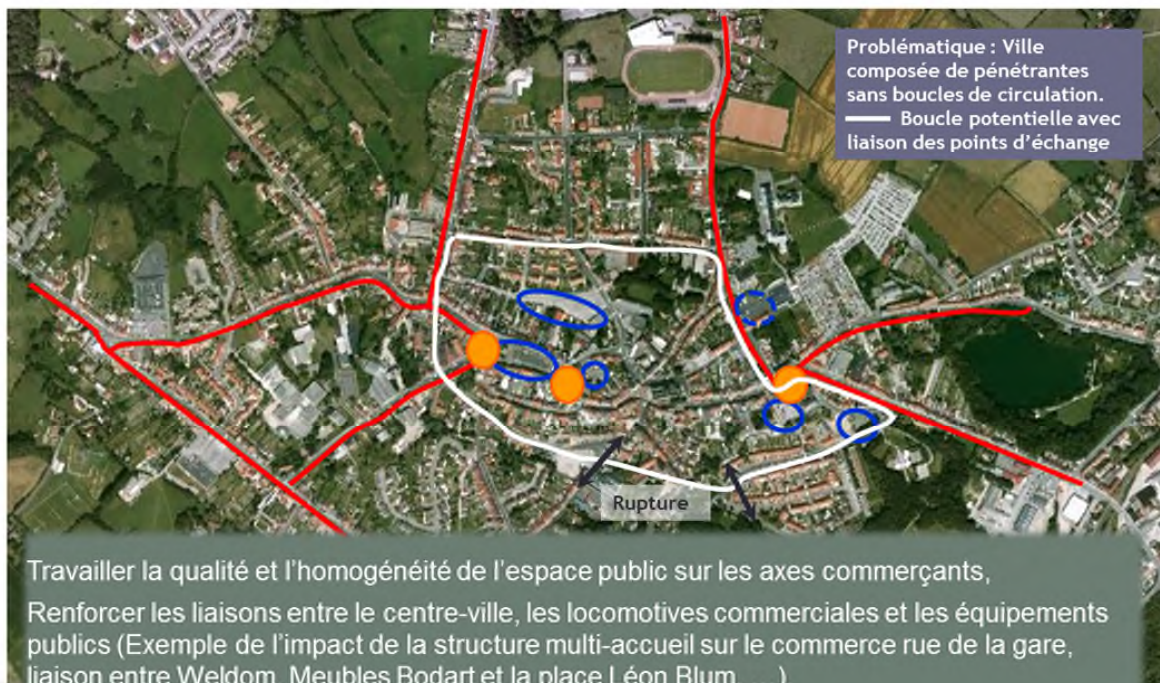 Problématique : Ville
composée de pénétrantes
sans boucles de circulation.
Boucle potentielle avec
liaison des points d'échange
Rupture
Travailler la qualité et l'homogénéité de l'espace public sur les axes commerçants,
Renforcer les liaisons entre le centre-ville, les locomotives commerciales et les équipements
publics (Exemple de l'impact de la structure multi-accueil sur le commerce rue de la gare,
liaison entre Weldom, Meubles Bodart et la place Léon Blum, ...)